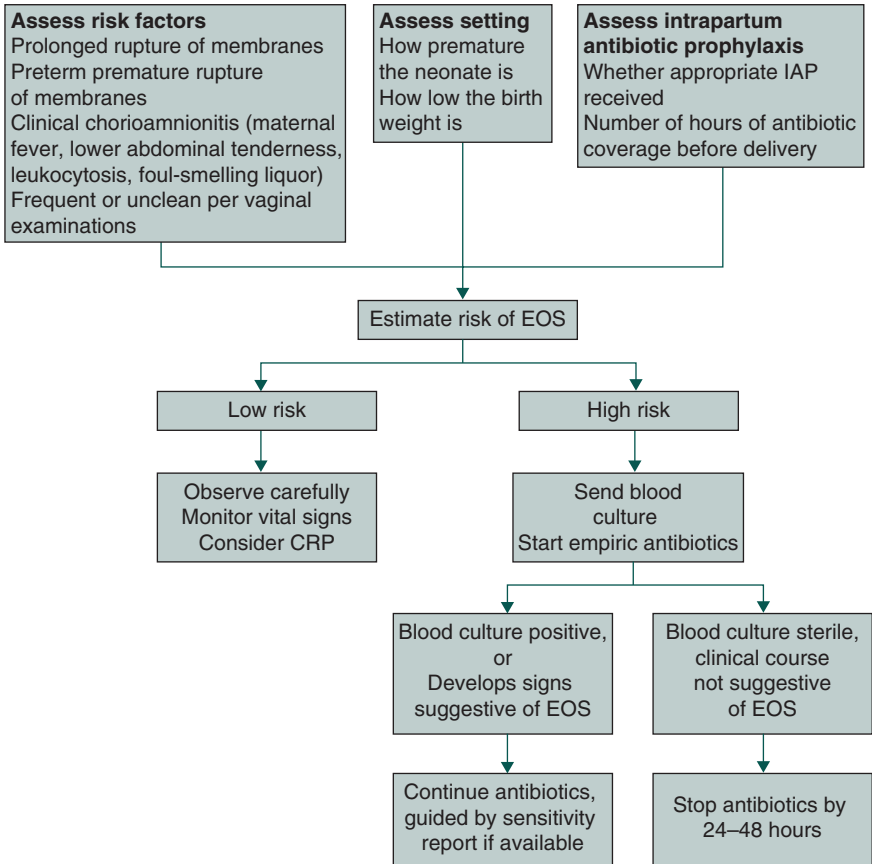 Assess risk factors
Prolonged rupture of membranes
Preterm premature rupture
of membranes
Clinical chorioamnionitis (maternal
fever, lower abdominal tenderness,
leukocytosis, foul-smelling liquor)
Frequent or unclean per vaginal
examinations
Assess setting
How premature
the neonate is
How low the birth
weight is
Assess intrapartum
antibiotic prophylaxis
Whether appropriate IAP
received
Number of hours of antibiotic
coverage before delivery
Estimate risk of EOS
Low risk
High risk
Observe carefully
Monitor vital signs
Consider CRP
Send blood
culture
Start empiric antibiotics
Blood culture positive,
or
Develops signs
suggestive of EOS
Blood culture sterile,
clinical course
not suggestive
of EOS
Continue antibiotics,
guided by sensitivity
report if available
Stop antibiotics by
24–48 hours